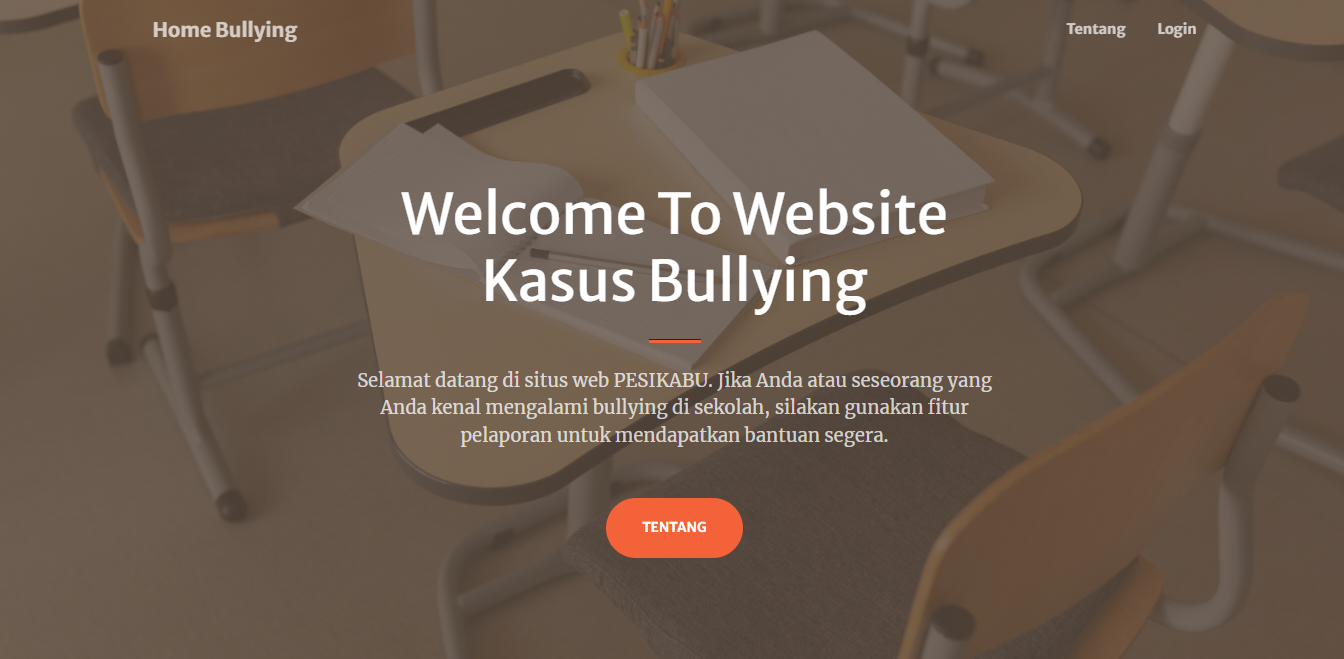 Home Bullying
Tentang
Login
Welcome To Website
Kasus Bullying
Selamat datang di situs web PESIKABU. Jika Anda atau seseorang yang
Anda kenal mengalami bullying di sekolah, silakan gunakan fitur
pelaporan untuk mendapatkan bantuan segera.
TENTANG